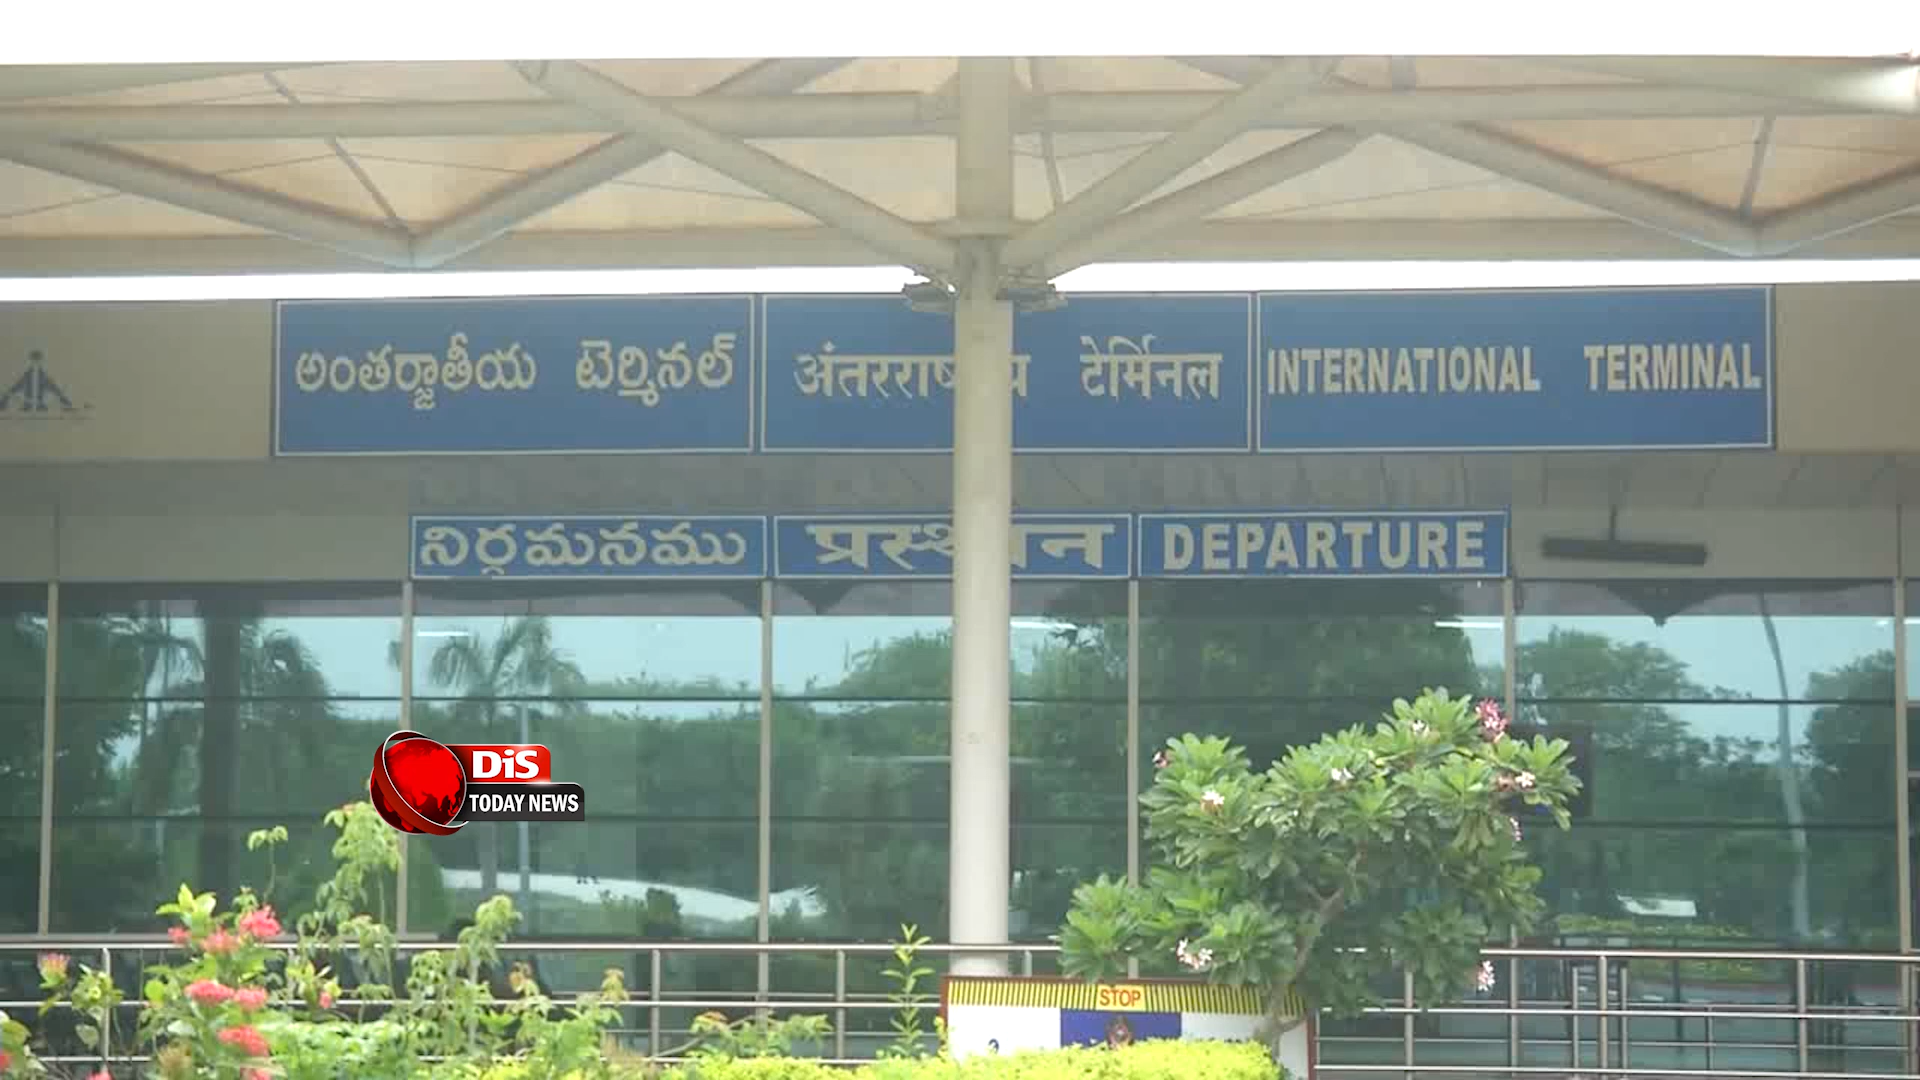 అంతర్జాతీయ టెర్మినల్
टेर्मिनल
INTERNATIONAL TERMINAL
నిర్గమనము
DEPARTURE
DiS
TODAY NEWS
STOP